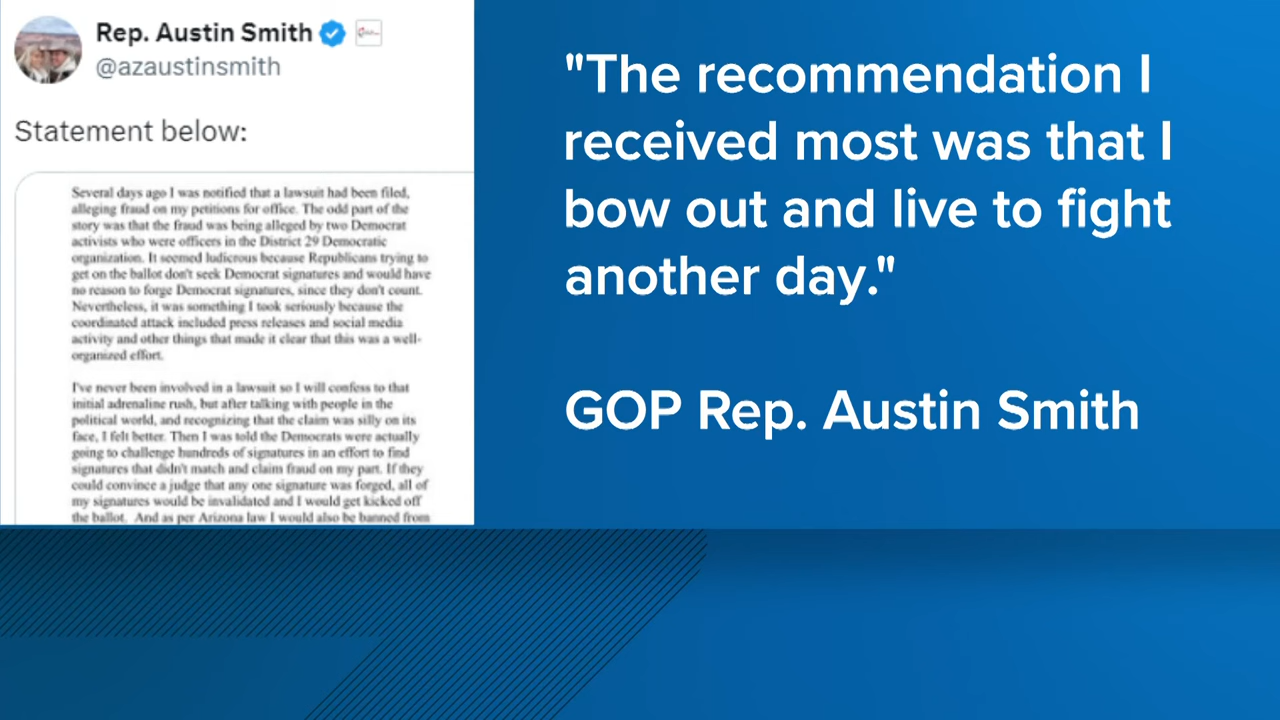 Rep. Austin Smith
@azaustinsmith
Statement below:
Several days ago I was notified that a lawsuit had been filed,
alleging fraud on my petitions for office. The odd part of the
story was that the fraud was being alleged by two Democrat
activists who were officers in the District 29 Democratic
organization. It seemed ludicrous because Republicans trying to
get on the ballot don't seek Democrat signatures and would have
no reason to forge Democrat signatures, since they don't count.
Nevertheless, it was something I took seriously because the
coordinated attack included press releases and social media
activity and other things that made it clear that this was a well-
organized effort.
I've never been involved in a lawsuit so I will confess to that
initial adrenaline rush, but after talking with people in the
political world, and recognizing that the claim was silly on its
face, I felt better. Then I was told the Democrats were actually
going to challenge hundreds of signatures in an effort to find
signatures that didn't match and claim fraud on my part. If they
could convince a judge that any one signature was forged, all of
my signatures would be invalidated and I would get kicked off
the ballot. And as per Arizona law I would also be banned from
"The recommendation I
received most was that I
bow out and live to fight
another day."
GOP Rep. Austin Smith